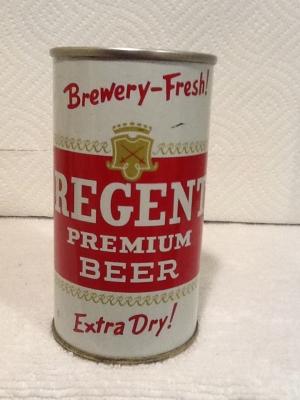 Brewery-Fresh!
REGENT
PREMIUM
BEER
Extra Dry!